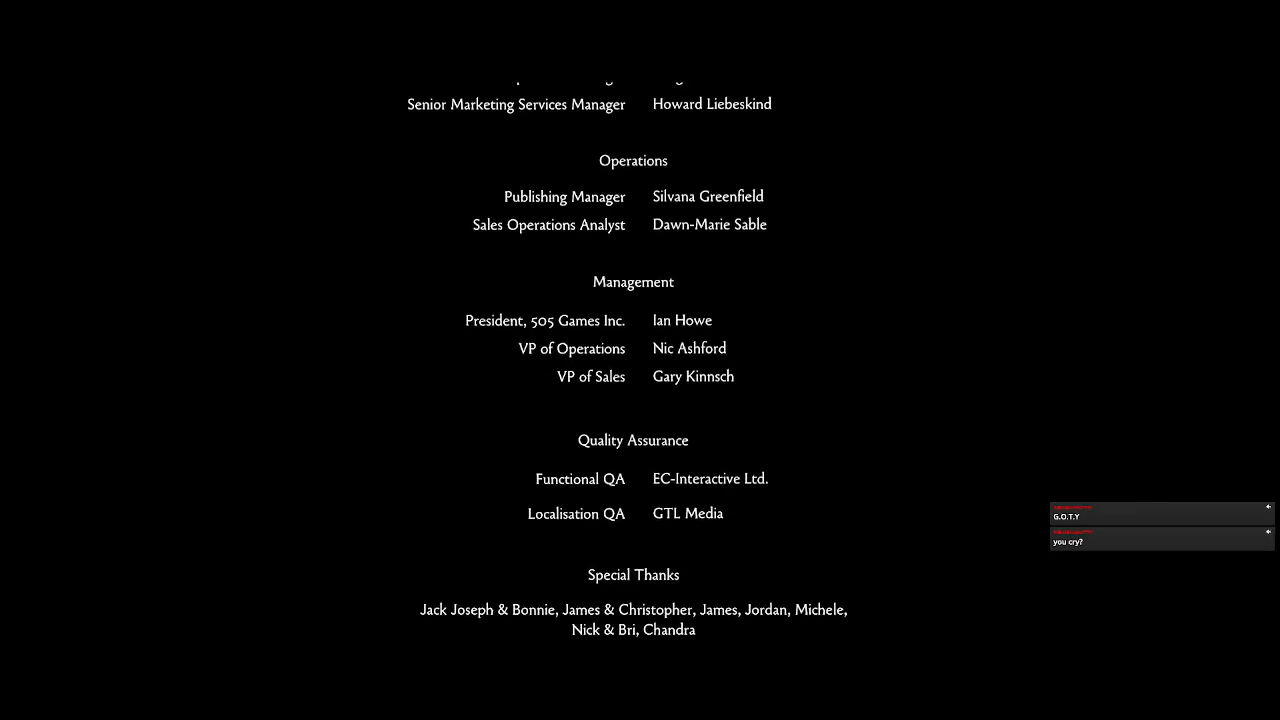 Senior Marketing Services Manager Howard Liebeskind
Operations
Publishing Manager Silvana Greenfield
Sales Operations Analyst Dawn-Marie Sable
Management
President, 505 Games Inc. Ian Howe
VP of Operations Nic Ashford
VP of Sales Gary Kinnsch
Quality Assurance
Functional QA EC-Interactive Ltd.
Localisation QA GTL Media
G.O.T.Y
you cry?
Special Thanks
Jack Joseph & Bonnie, James & Christopher, James, Jordan, Michele,
Nick & Bri, Chandra